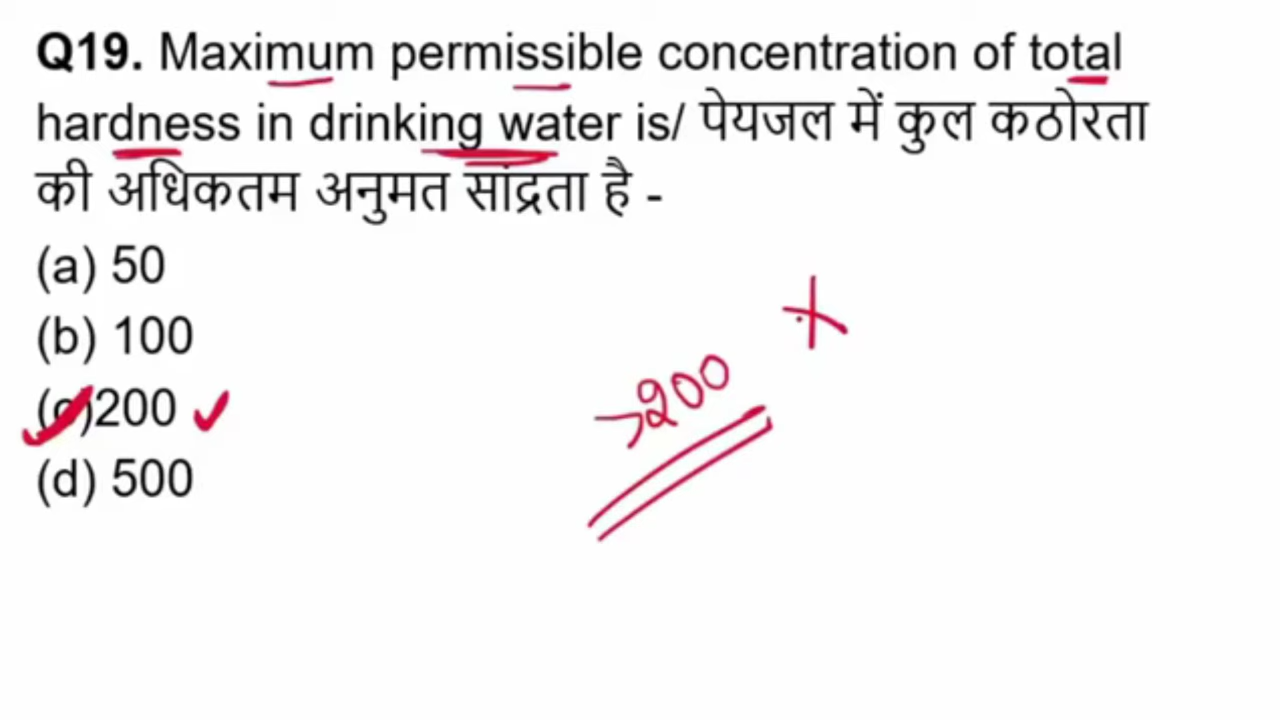 Q19. Maximum permissible concentration of total
hardness in drinking water is/ पेयजल में कुल कठोरता
की अधिकतम अनुमत सांद्रता है -
(a) 50
(b) 100
(c)200
(d) 500
>200